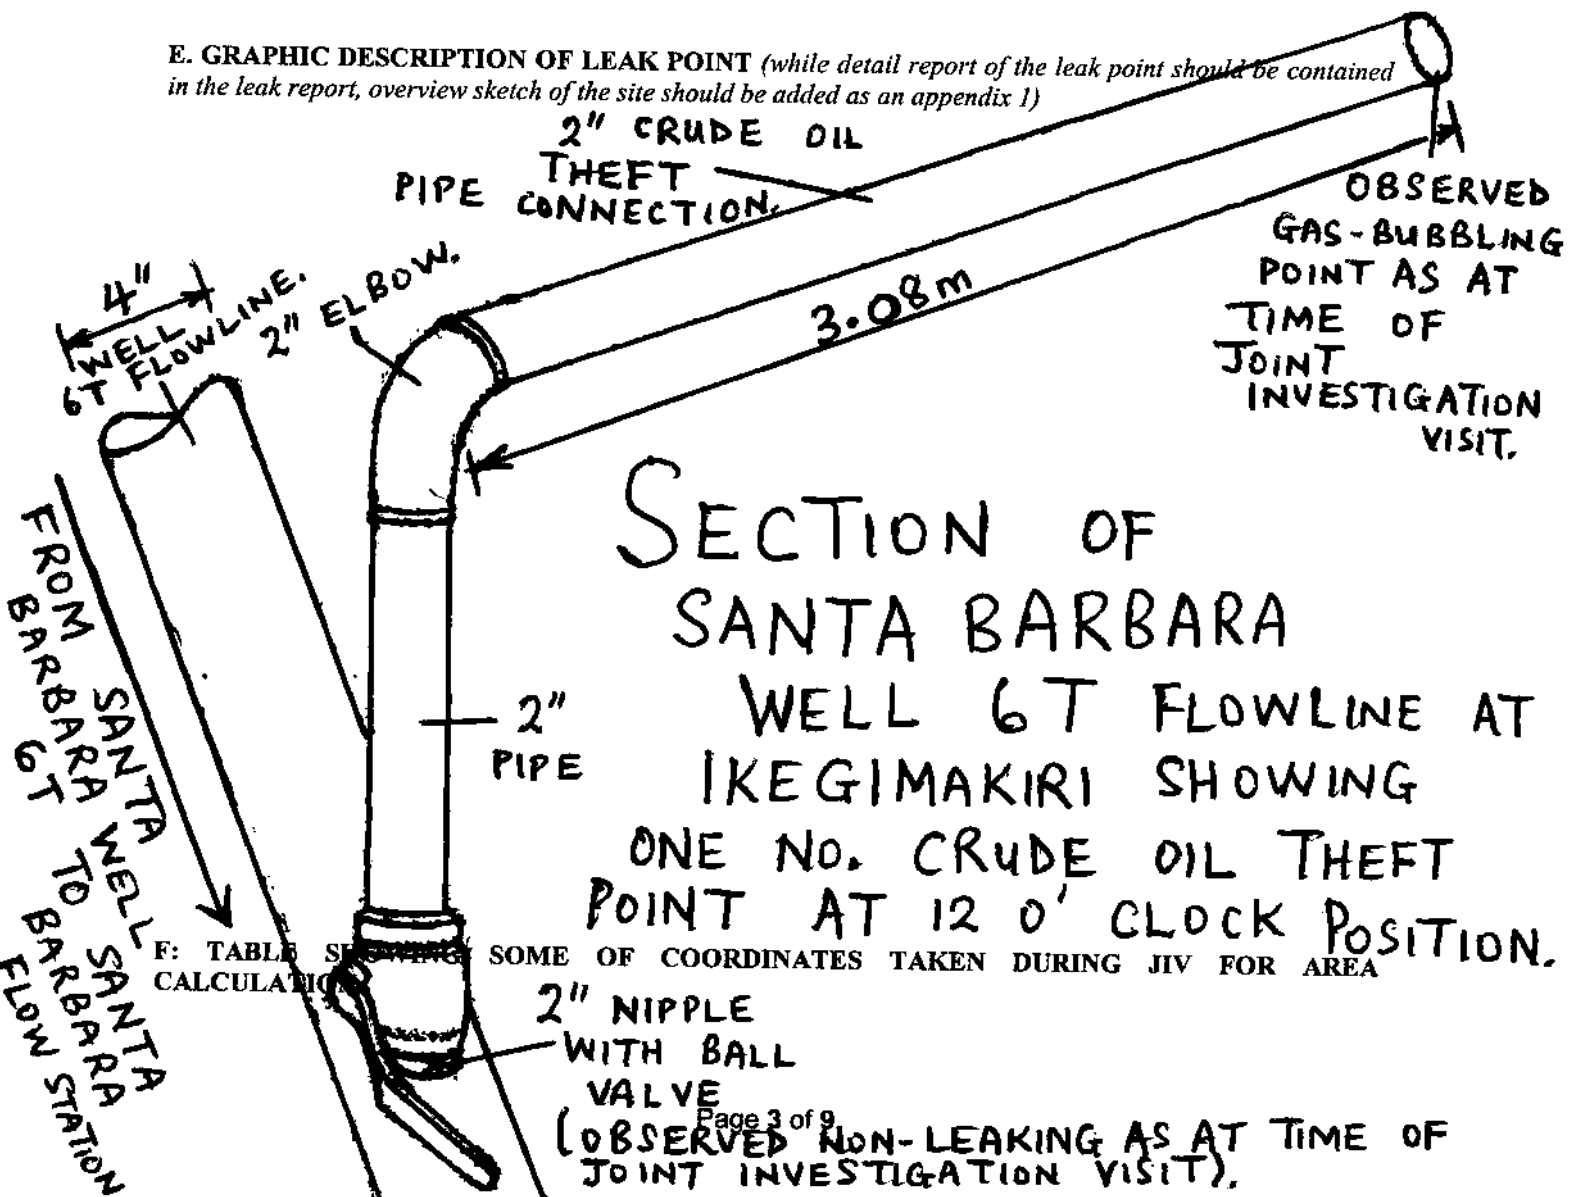 E. GRAPHIC DESCRIPTION OF LEAK POINT (while detail report of the leak point should be contained
in the leak report, overview sketch of the site should be added as an appendix 1)
2" CRUDE OIL
THEFT
PIPE CONNECTION.
OBSERVED
GAS-BUBBLING
POINT AS AT
TIME OF
JOINT
INVESTIGATION
VISIT.
4"
WELL
6T FLOWLINE.
2" ELBOW.
3.08m
SECTION OF
SANTA BARBARA
WELL 6T FLOWLINE AT
IKEGIMAKIRI SHOWING
ONE NO. CRUDE OIL THEFT
POINT AT 12 O' CLOCK POSITION.
FROM SANTA
BARBARA WELL
6T TO SANTA
BARBARA
FLOW STATION
2"
PIPE
F: TABLE SHOWING SOME OF COORDINATES TAKEN DURING JIV FOR AREA
CALCULATION
2" NIPPLE
WITH BALL
VALVE
Page 3 of 9
(OBSERVED NON-LEAKING AS AT TIME OF
JOINT INVESTIGATION VISIT).